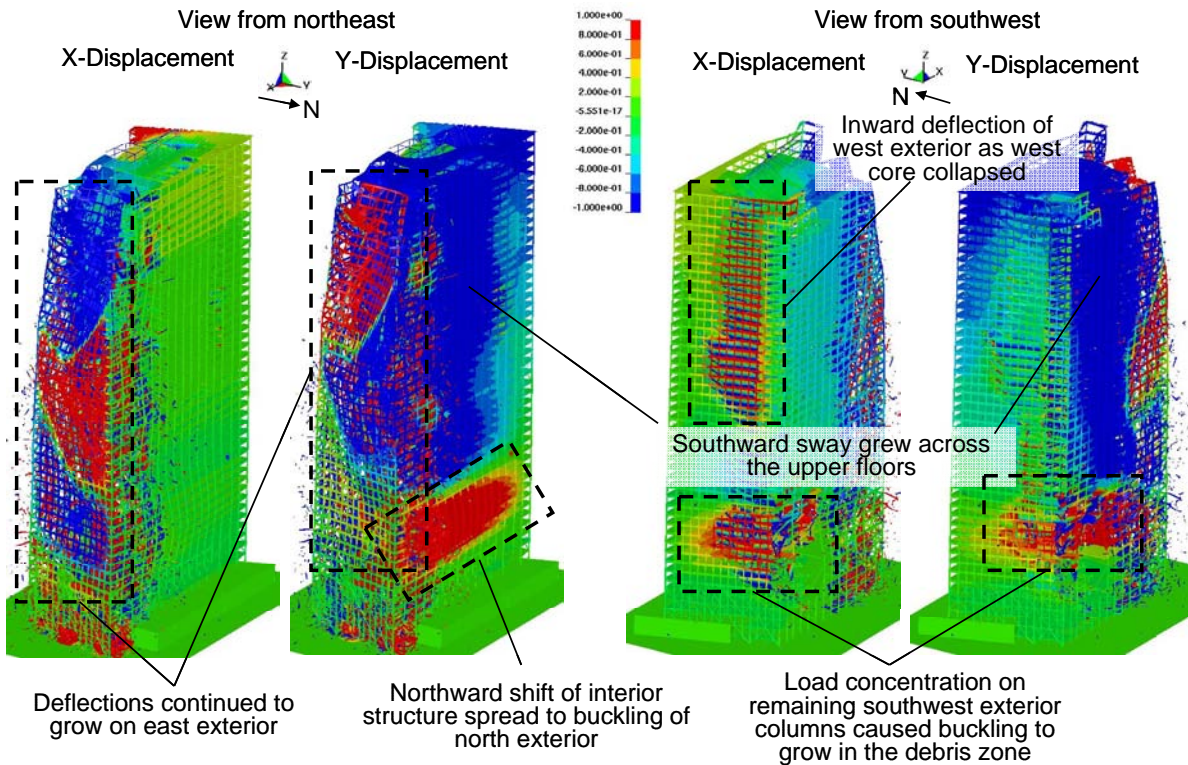 View from northeast
View from southwest
X-Displacement
Y-Displacement
X-Displacement
Y-Displacement
Z
X
Y
N
1.000e+00
8.000e-01
6.000e-01
4.000e-01
2.000e-01
-5.551e-17
-2.000e-01
-4.000e-01
-6.000e-01
-8.000e-01
-1.000e+00
Z
Y
X
N
Inward deflection of
west exterior as west
core collapsed
Southward sway grew across
the upper floors
Deflections continued to
grow on east exterior
Northward shift of interior
structure spread to buckling of
north exterior
Load concentration on
remaining southwest exterior
columns caused buckling to
grow in the debris zone